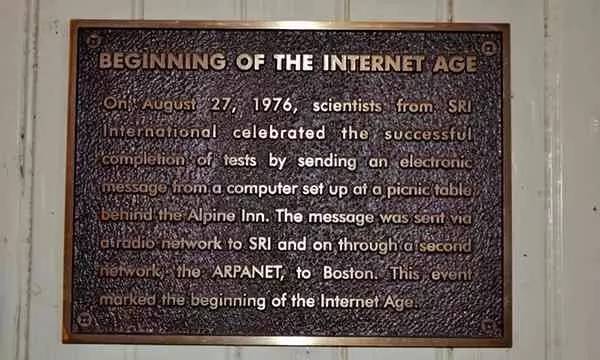 BEGINNING OF THE INTERNET AGE
On August 27, 1976, scientists from SRI
International celebrated the successful
completion of tests by sending an electronic
message from a computer set up at a picnic table
behind the Alpine Inn. The message was sent via
a radio network to SRI and on through a second
network, the ARPANET, to Boston. This event
marked the beginning of the Internet Age.